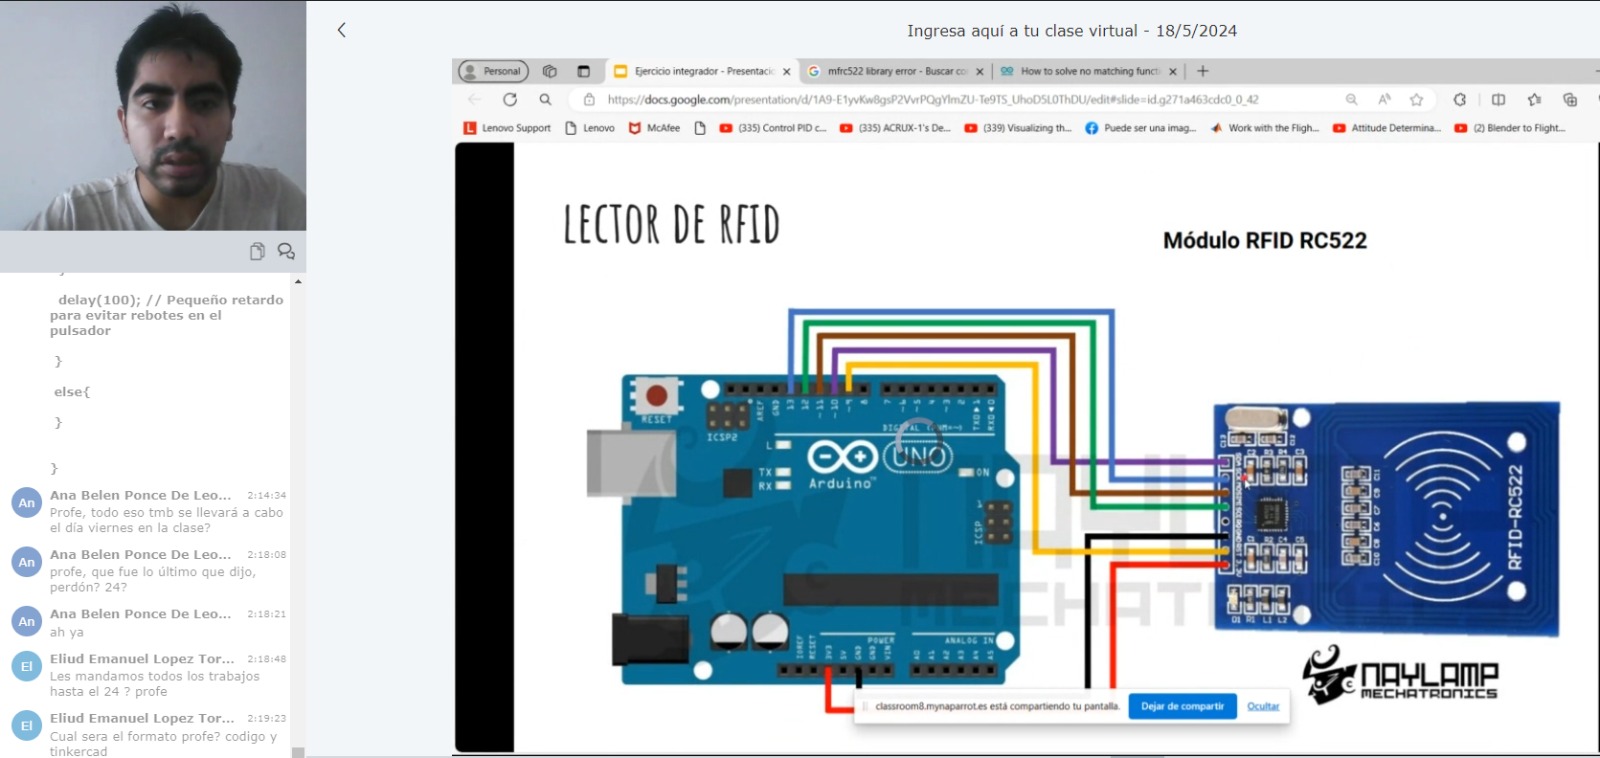 Ingresa aquí a tu clase virtual - 18/5/2024
Personal
Ejercicio integrador - Presentacio
mfrc522 library error - Buscar co
How to solve no matching functi
https://docs.google.com/presentation/d/1A9-E1yvKw8gsP2VvrPQgYlmZU-Te9TS_UhoD5L0ThDU/edit#slide=id.g271a463cdc0_0_42
Lenovo Support
Lenovo
McAfee
(335) Control PID c...
(335) ACRUX-1's De...
(339) Visualizing th...
Puede ser una imag...
Work with the Fligh...
Attitude Determina...
(2) Blender to Flight...
LECTOR DE RFID
Módulo RFID RC522
RESET
ICSP2
AREF
GND
13
12
~11
~10
~9
8
7
~6
~5
4
~3
2
TXD▸1
RXD◂0
L
TX
RX
Arduino™
UNO
ON
ICSP
1
IOREF
RESET
3V3
5V
GND
GND
VIN
POWER
ANALOG IN
A0
A1
A2
A3
A4
A5
RFID-RC522
NAYLAMP
MECHATRONICS
classroom8.mynaparrot.es está compartiendo tu pantalla.
Dejar de compartir
Ocultar
delay(100); // Pequeño retardo
para evitar rebotes en el
pulsador
}
else{
}
}
An
Ana Belen Ponce De Leo... 2:14:34
Profe, todo eso tmb se llevará a cabo
el día viernes en la clase?
An
Ana Belen Ponce De Leo... 2:18:08
profe, que fue lo último que dijo,
perdón? 24?
An
Ana Belen Ponce De Leo... 2:18:21
ah ya
El
Eliud Emanuel Lopez Tor... 2:18:48
Les mandamos todos los trabajos
hasta el 24 ? profe
El
Eliud Emanuel Lopez Tor... 2:19:23
Cual sera el formato profe? codigo y
tinkercad